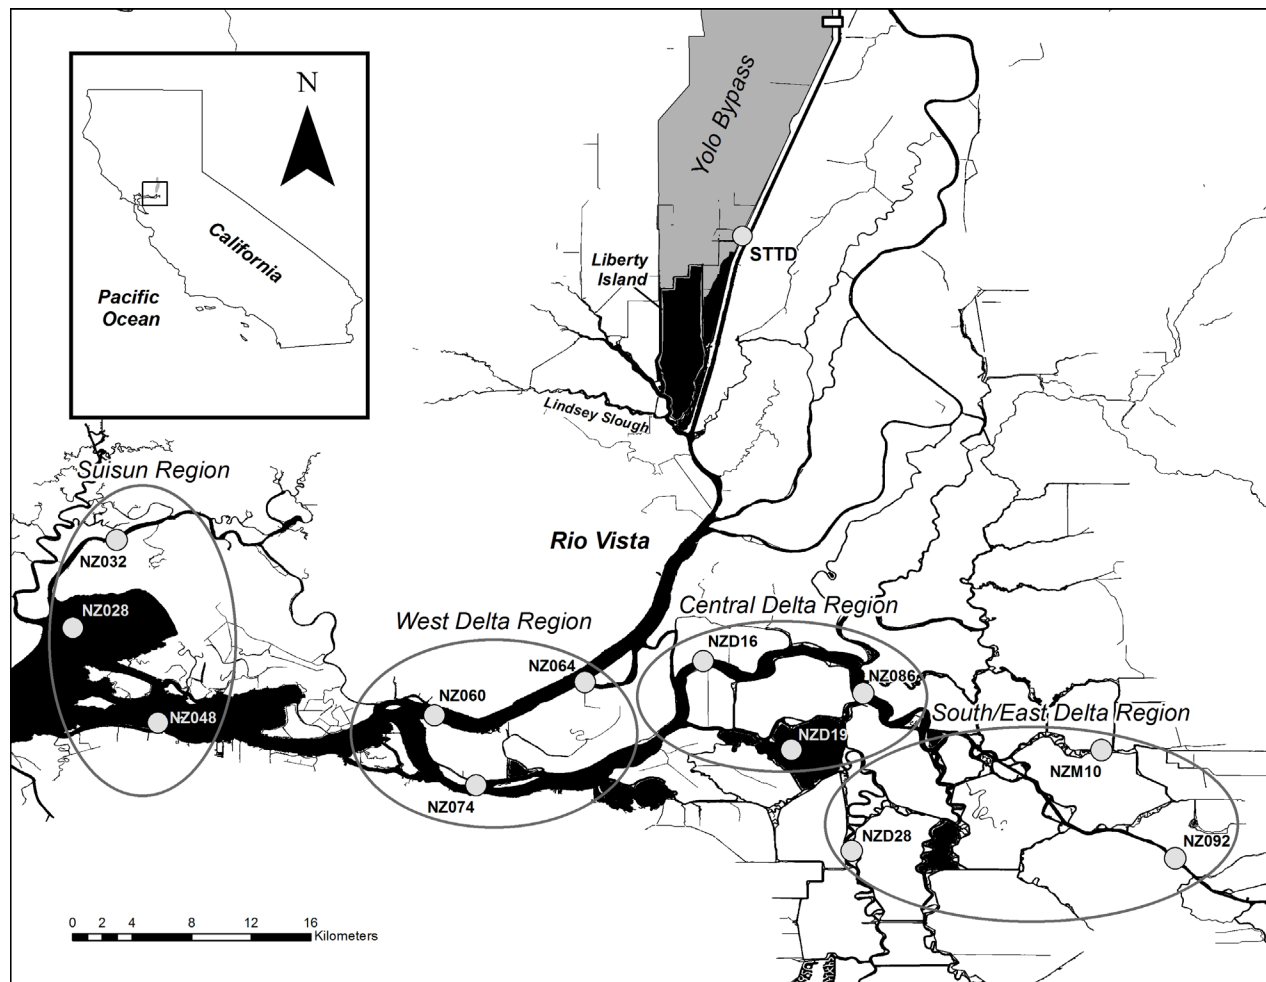 N
California
Pacific
Ocean
Yolo Bypass
STTD
Liberty
Island
Lindsey Slough
Suisun Region
NZ032
NZ028
NZ048
Rio Vista
West Delta Region
NZ064
NZ060
NZ074
Central Delta Region
NZD16
NZ086
NZD19
South/East Delta Region
NZM10
NZD28
NZ092
0 2 4 8 12 16
Kilometers